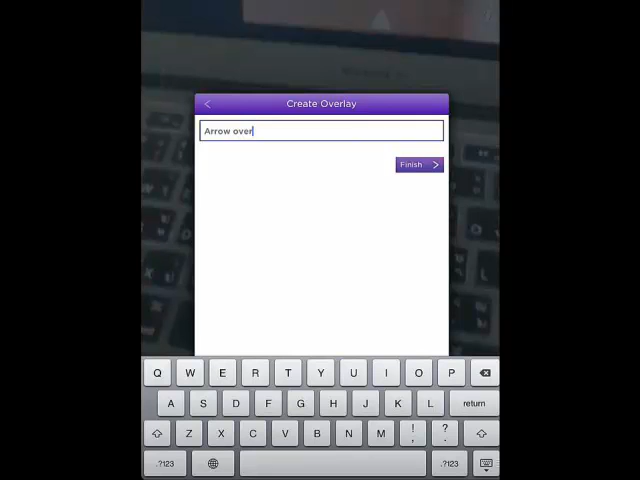 Create Overlay
Arrow over
Finish
Q W E R T Y U I O P
A S D F G H J K L return
Z X C V B N M ! , ? .
.?123 .?123